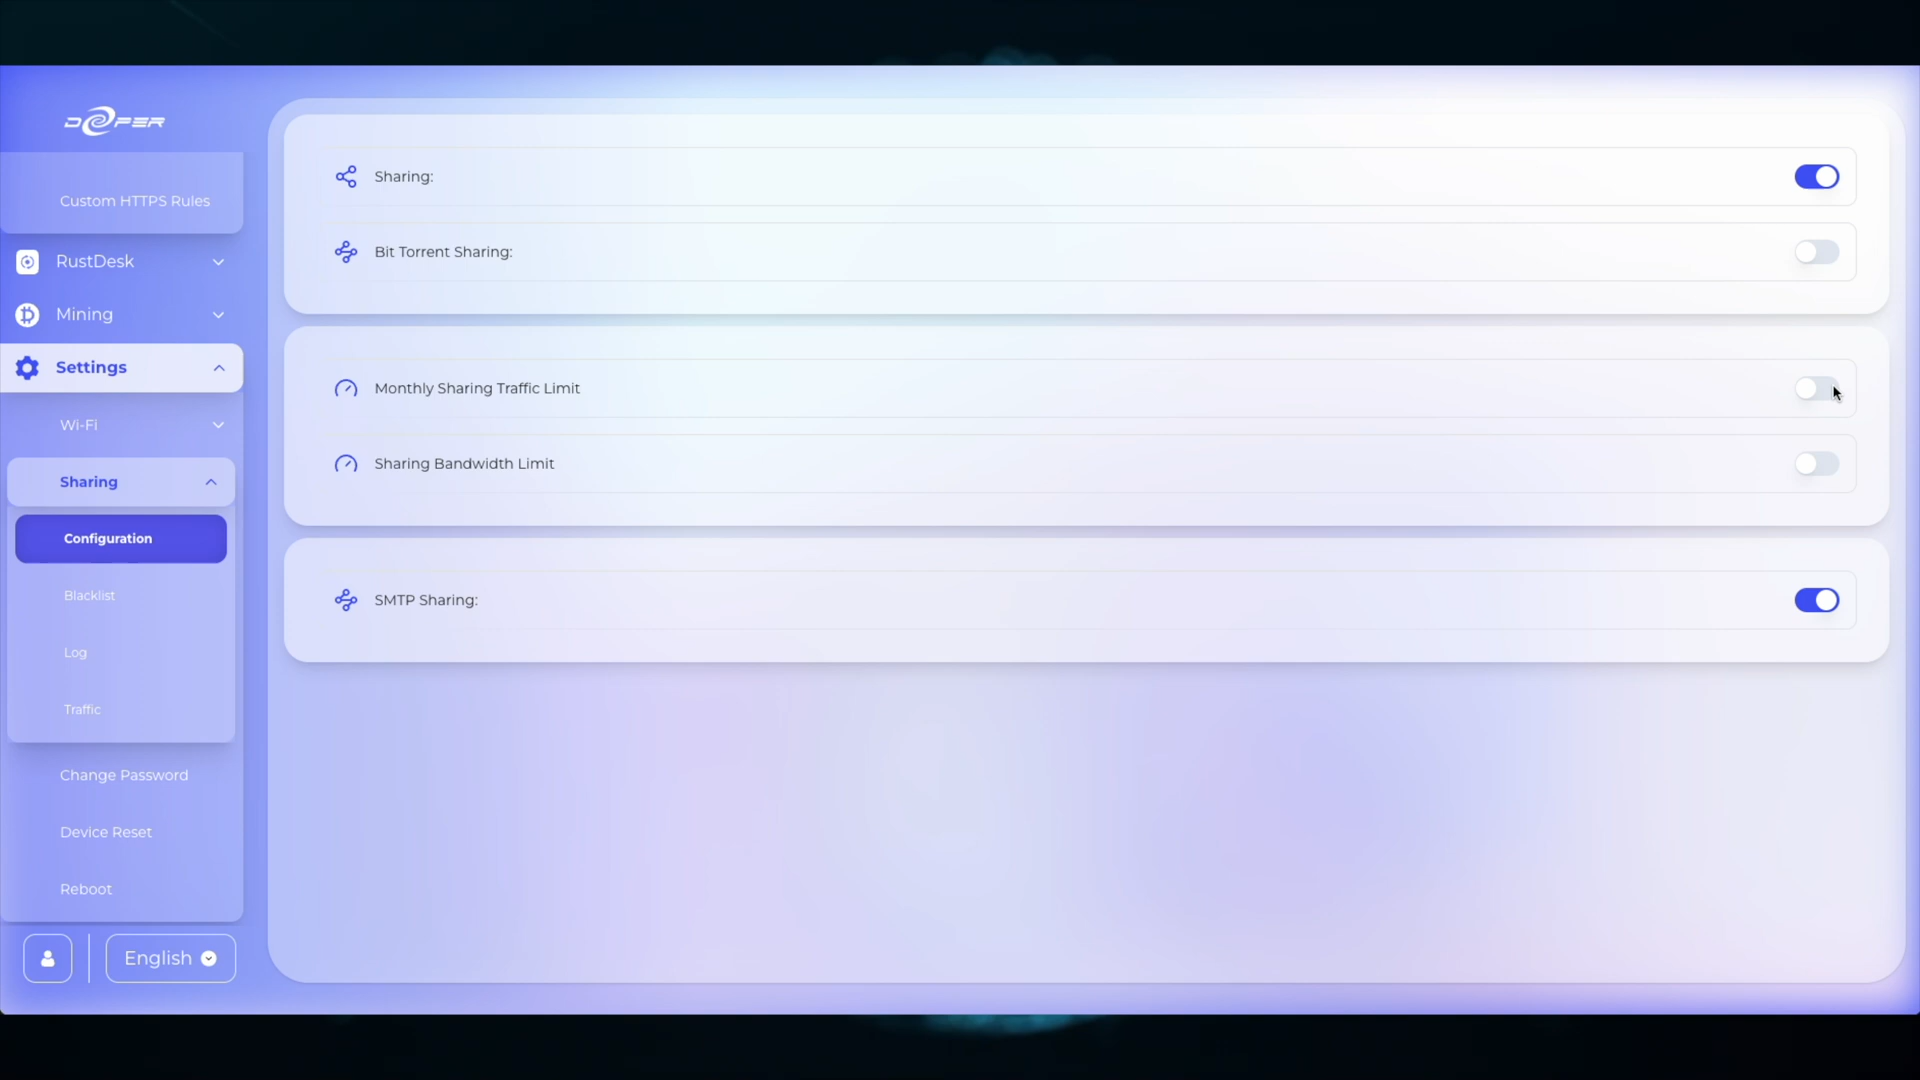 DEEPER
Custom HTTPS Rules
RustDesk
Mining
Settings
Wi-Fi
Sharing
Configuration
Blacklist
Log
Traffic
Change Password
Device Reset
Reboot
English
Sharing:
Bit Torrent Sharing:
Monthly Sharing Traffic Limit
Sharing Bandwidth Limit
SMTP Sharing: